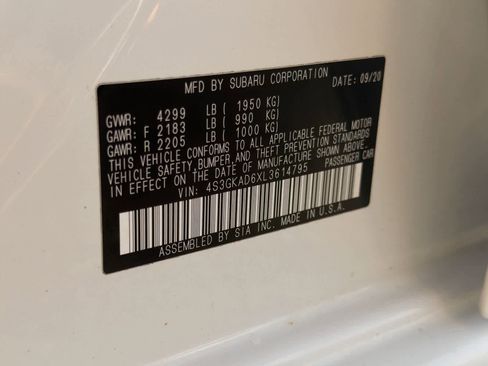 MFD BY SUBARU CORPORATION DATE: 09/20
GVWR: 4299 LB ( 1950 KG)
GAWR: F 2183 LB ( 990 KG)
GAWR: R 2205 LB ( 1000 KG)
THIS VEHICLE CONFORMS TO ALL APPLICABLE FEDERAL MOTOR
VEHICLE SAFETY, BUMPER, AND THEFT PREVENTION STANDARDS
IN EFFECT ON THE DATE OF MANUFACTURE SHOWN ABOVE.
VIN: 4S3GKAD6XL3614795 PASSENGER CAR
ASSEMBLED BY SIA INC. MADE IN U.S.A.